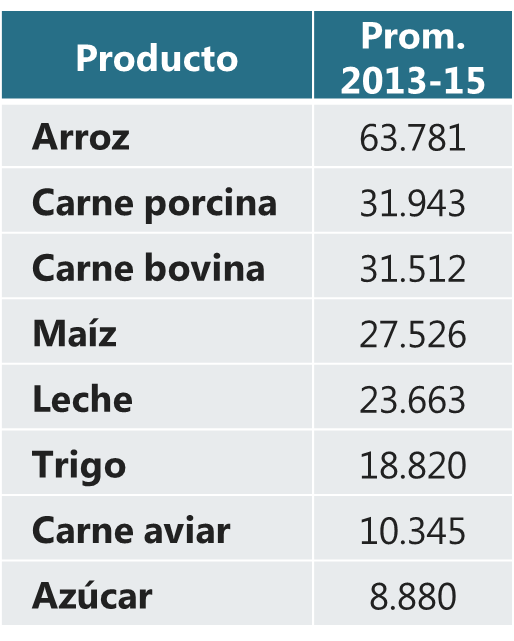 Producto Prom. 2013-15
Arroz 63.781
Carne porcina 31.943
Carne bovina 31.512
Maíz 27.526
Leche 23.663
Trigo 18.820
Carne aviar 10.345
Azúcar 8.880